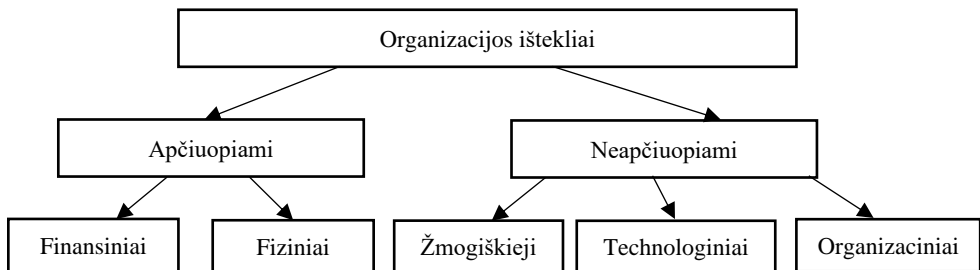 Organizacijos ištekliai
Apčiuopiami
Neapčiuopiami
Finansiniai
Fiziniai
Žmogiškieji
Technologiniai
Organizaciniai